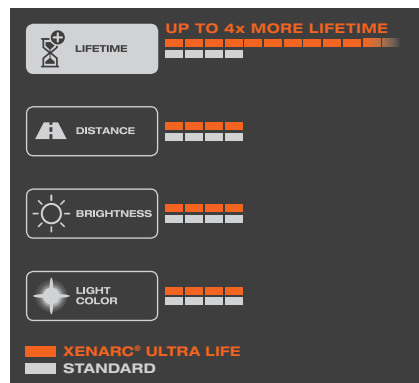 UP TO 4x MORE LIFETIME
LIFETIME
DISTANCE
BRIGHTNESS
LIGHT
COLOR
XENARC® ULTRA LIFE
STANDARD